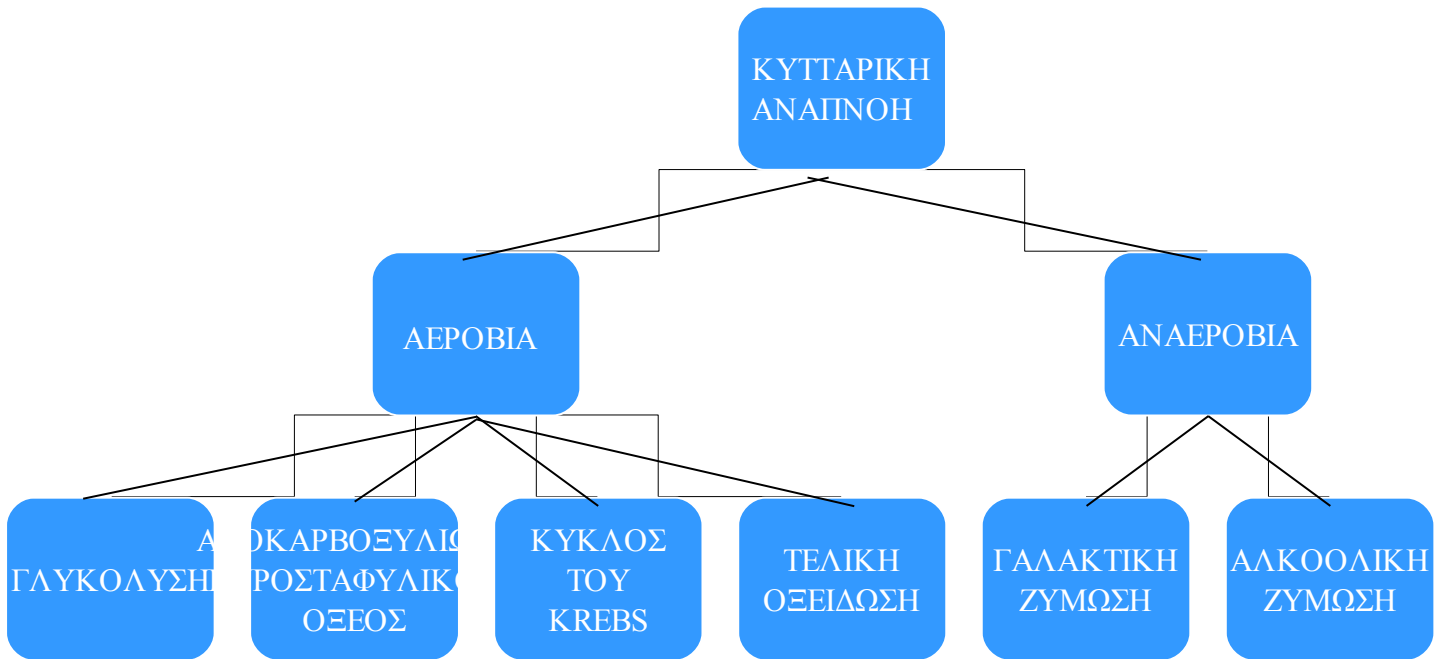 ΚΥΤΤΑΡΙΚΗ
ΑΝΑΠΝΟΗ
ΑΕΡΟΒΙΑ
ΑΝΑΕΡΟΒΙΑ
ΓΛΥΚΟΛΥΣΗ
ΟΞΕΟΣ
ΚΥΚΛΟΣ
ΤΟΥ
KREBS
ΤΕΛΙΚΗ
ΟΞΕΙΔΩΣΗ
ΓΑΛΑΚΤΙΚΗ
ΖΥΜΩΣΗ
ΑΛΚΟΟΛΙΚΗ
ΖΥΜΩΣΗ